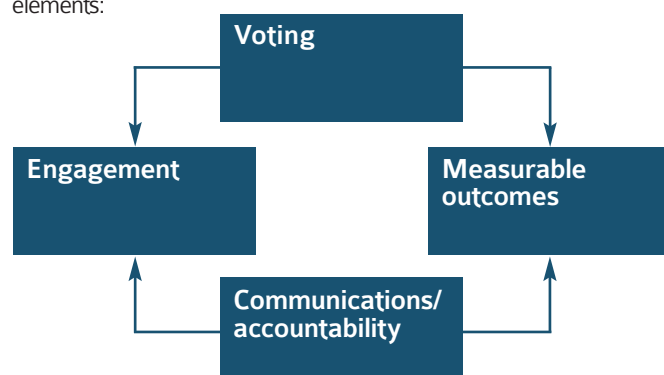 elements:
Voting
Engagement
Measurable
outcomes
Communications/
accountability